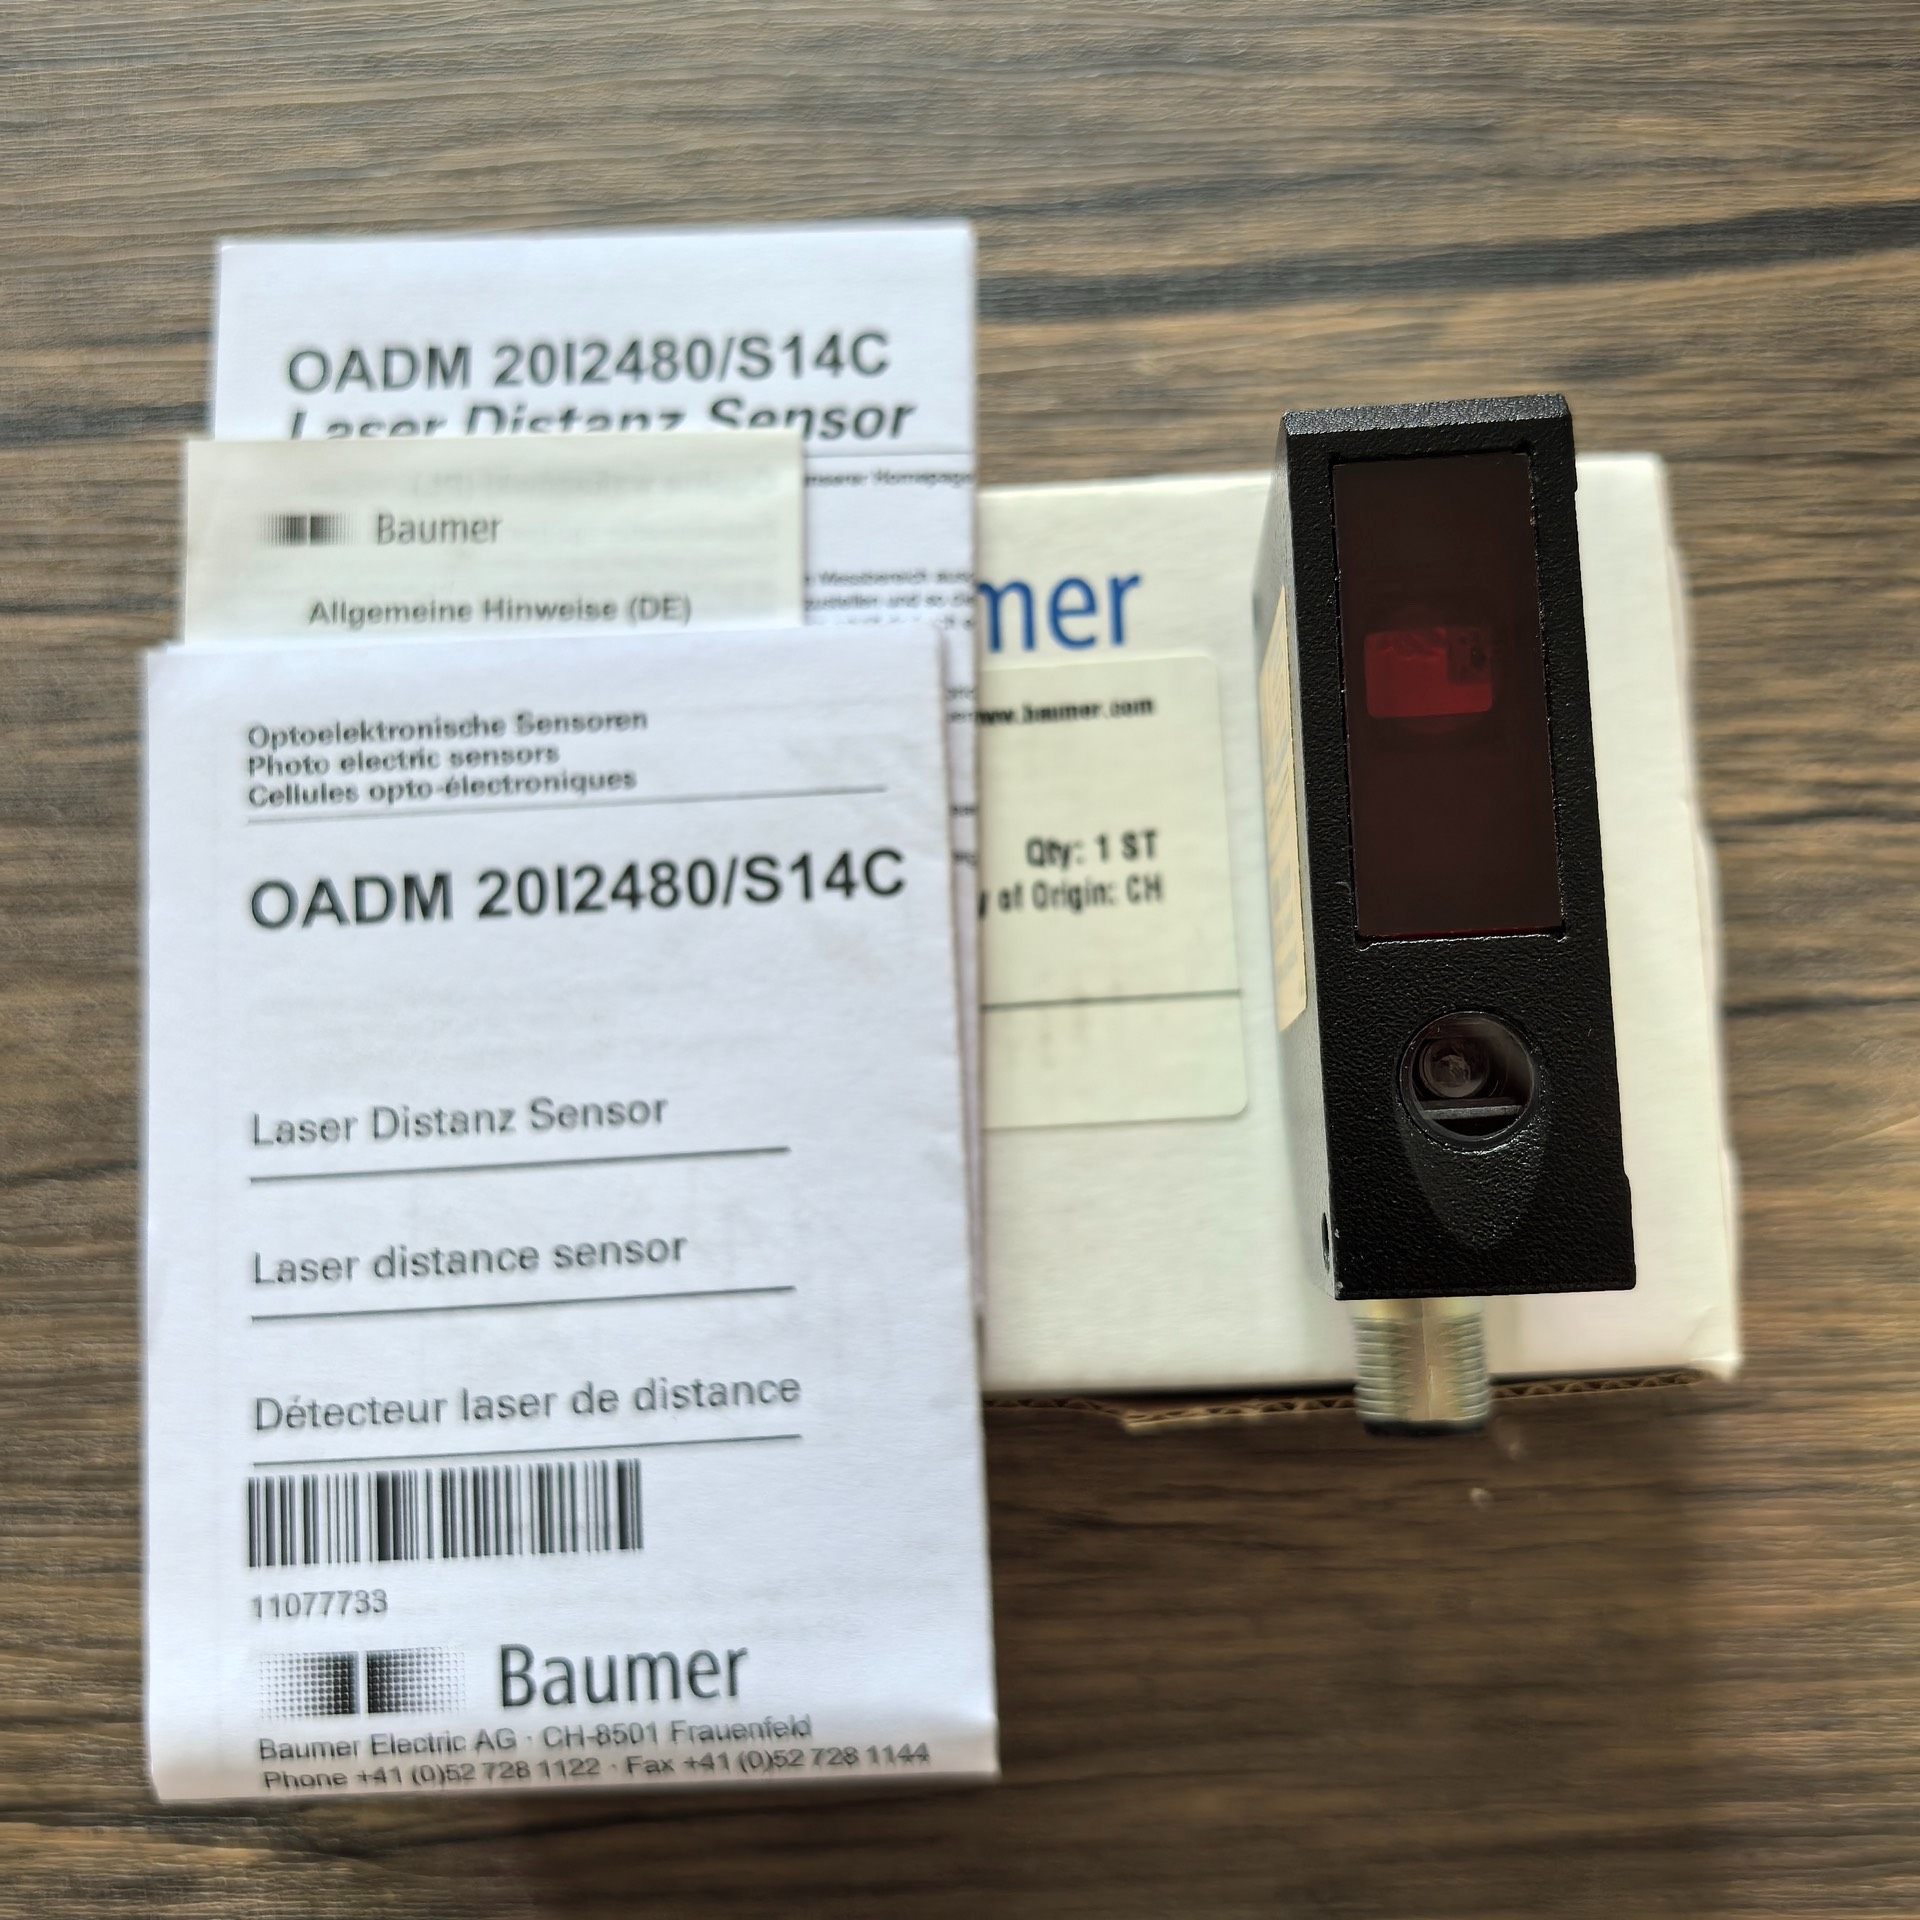 OADM 20I2480/S14C
Laser Distanz Sensor
Homepage
Messbereich
Baumer
Allgemeine Hinweise (DE)
Optoelektronische Sensoren
Photo electric sensors
Cellules opto-électroniques
OADM 20I2480/S14C
Laser Distanz Sensor
Laser distance sensor
Détecteur laser de distance
11077733
Baumer
Baumer Electric AG · CH-8501 Frauenfeld
Phone +41 (0)52 728 1122 · Fax +41 (0)52 728 1144
mer
www.baumer.com
Qty: 1 ST
y of Origin: CH